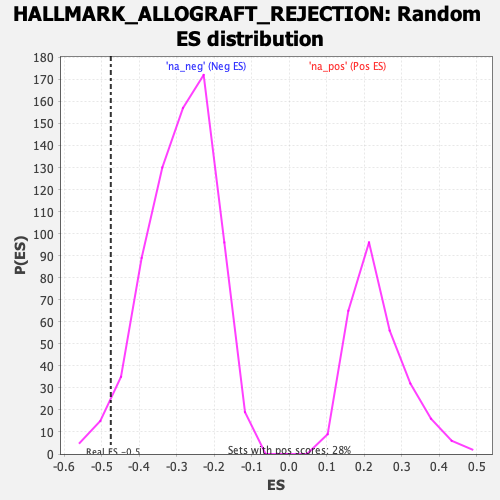 HALLMARK_ALLOGRAFT_REJECTION: Random
ES distribution
'na_neg' (Neg ES) 'na_pos' (Pos ES)
180
170
160
150
140
130
120
110
100
90
80
70
60
50
40
30
20
10
0
P(ES)
Real ES -0.5 Sets with pos scores: 28%
-0.6 -0.5 -0.4 -0.3 -0.2 -0.1 0.0 0.1 0.2 0.3 0.4 0.5
ES